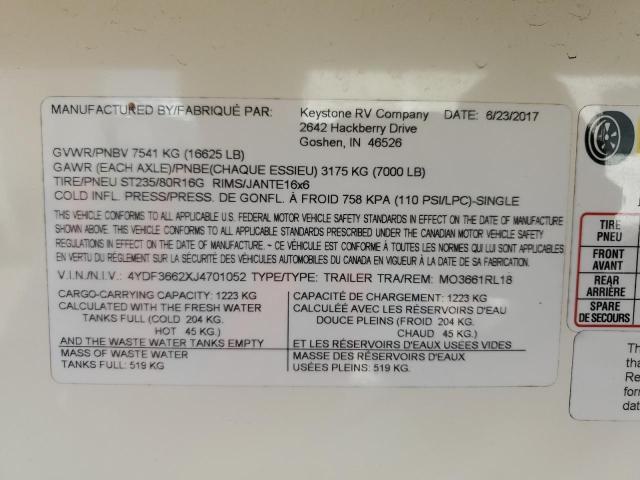 MANUFACTURED BY/FABRIQUÉ PAR: Keystone RV Company DATE: 6/23/2017
2642 Hackberry Drive
Goshen, IN 46526
GVWR/PNBV 7541 KG (16625 LB)
GAWR (EACH AXLE)/PNBE(CHAQUE ESSIEU) 3175 KG (7000 LB)
TIRE/PNEU ST235/80R16G RIMS/JANTE16x6
COLD INFL. PRESS/PRESS. DE GONFL. À FROID 758 KPA (110 PSI/LPC)-SINGLE
THIS VEHICLE CONFORMS TO ALL APPLICABLE U.S. FEDERAL MOTOR VEHICLE SAFETY STANDARDS IN EFFECT ON THE DATE OF MANUFACTURE
SHOWN ABOVE. THIS VEHICLE CONFORMS TO ALL APPLICABLE STANDARDS PRESCRIBED UNDER THE CANADIAN MOTOR VEHICLE SAFETY
REGULATIONS IN EFFECT ON THE DATE OF MANUFACTURE ~ CE VÉHICULE EST CONFORME À TOUTES LES NORMES QUI LUI SONT APPLICABLES
EN VERTU DU RÈGLEMENT SUR LA SÉCURITÉ DES VÉHICULES AUTOMOBILES DU CANADA EN VIGUEUR À LA DATE DE SA FABRICATION.
V.I.N./N.I.V.: 4YDF3662XJ4701052 TYPE/TYPE: TRAILER TRA/REM: MO3661RL18
CARGO-CARRYING CAPACITY: 1223 KG
CALCULATED WITH THE FRESH WATER
TANKS FULL (COLD 204 KG.
HOT 45 KG.)
AND THE WASTE WATER TANKS EMPTY
MASS OF WASTE WATER
TANKS FULL: 519 KG
CAPACITÉ DE CHARGEMENT: 1223 KG
CALCULÉE AVEC LES RÉSERVOIRS D'EAU
DOUCE PLEINS (FROID 204 KG.
CHAUD 45 KG.)
ET LES RÉSERVOIRS D'EAUX USÉES VIDES
MASSE DES RÉSERVOIRS D'EAUX
USÉES PLEINS: 519 KG.
TIRE
PNEU
FRONT
AVANT
REAR
ARRIÈRE
SPARE
DE SECOURS
The
tha
Re
for
dat